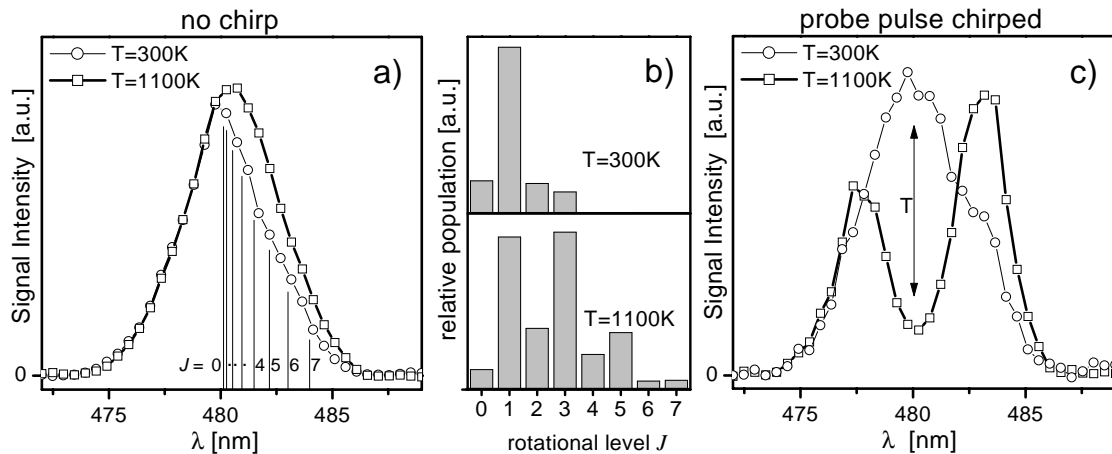 no chirp
T=300K
T=1100K
a)
Signal Intensity [a.u.]
0
J = 0 ··· 4 5 6 7
475 480 485
λ [nm]
b)
relative population [a.u.]
T=300K
T=1100K
0 1 2 3 4 5 6 7
rotational level J
probe pulse chirped
T=300K
T=1100K
c)
Signal Intensity [a.u.]
T
0
475 480 485
λ [nm]